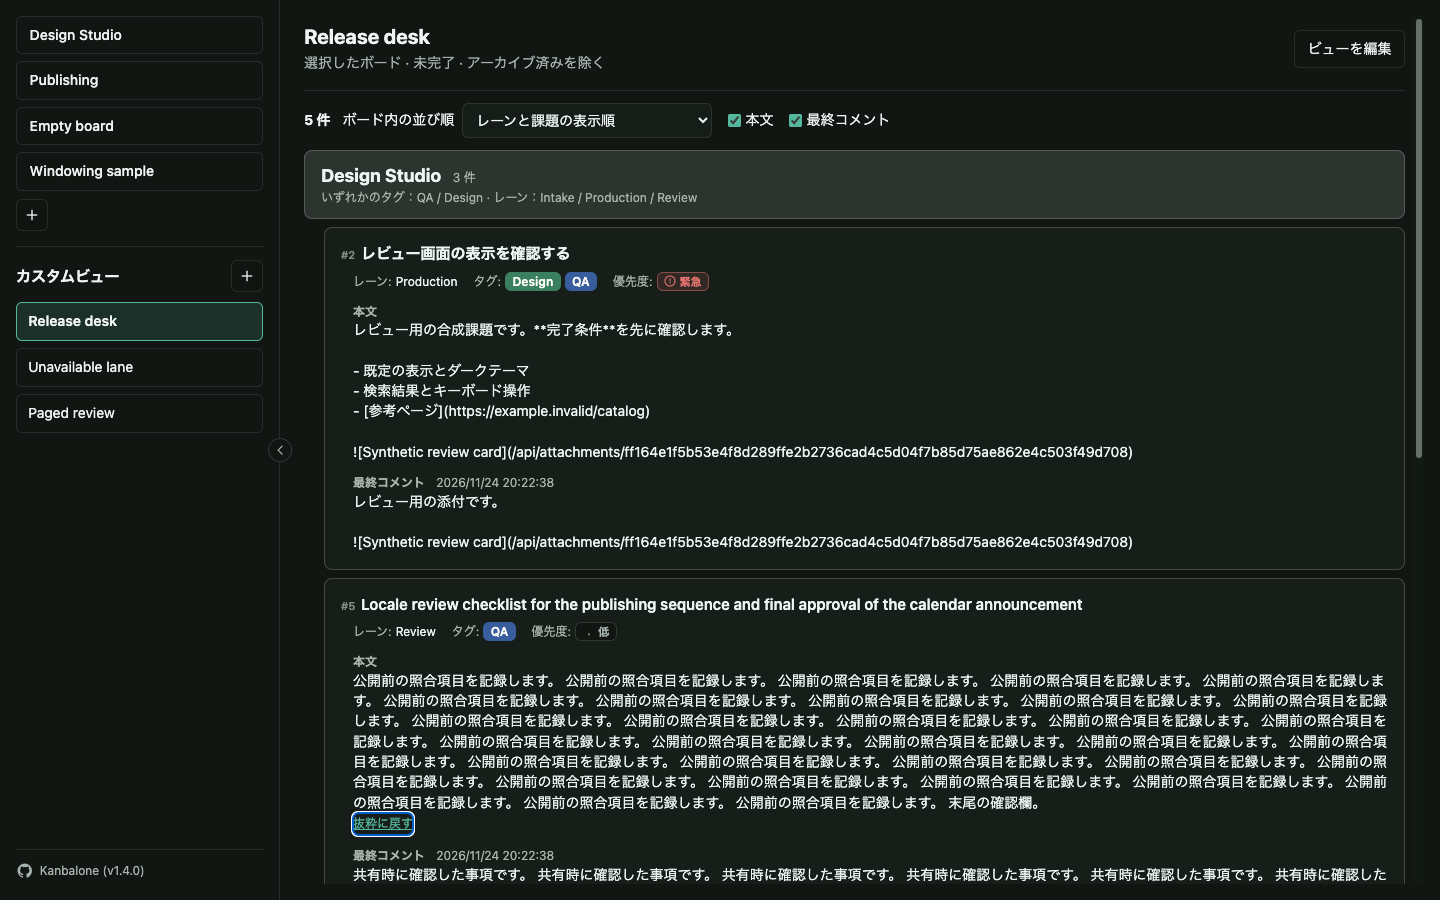 Design Studio
Publishing
Empty board
Windowing sample
+
カスタムビュー
+
Release desk
Unavailable lane
Paged review
Kanbalone (v1.4.0)
Release desk
選択したボード · 未完了 · アーカイブ済みを除く
ビューを編集
5 件 ボード内の並び順 レーンと課題の表示順 本文 最終コメント
Design Studio 3 件
いずれかのタグ：QA / Design · レーン：Intake / Production / Review
#2 レビュー画面の表示を確認する
レーン: Production タグ: Design QA 優先度: 緊急
本文
レビュー用の合成課題です。**完了条件**を先に確認します。
- 既定の表示とダークテーマ
- 検索結果とキーボード操作
- [参考ページ](https://example.invalid/catalog)
![Synthetic review card](/api/attachments/ff164e1f5b53e4f8d289ffe2b2736cad4c5d04f7b85d75ae862e4c503f49d708)
最終コメント 2026/11/24 20:22:38
レビュー用の添付です。
![Synthetic review card](/api/attachments/ff164e1f5b53e4f8d289ffe2b2736cad4c5d04f7b85d75ae862e4c503f49d708)
#5 Locale review checklist for the publishing sequence and final approval of the calendar announcement
レーン: Review タグ: QA 優先度: 低
本文
公開前の照合項目を記録します。 公開前の照合項目を記録します。 公開前の照合項目を記録します。 公開前の照合項目を記録します。 公開前の照合項目を記録しま
す。 公開前の照合項目を記録します。 公開前の照合項目を記録します。 公開前の照合項目を記録します。 公開前の照合項目を記録します。 公開前の照合項目を記録
します。 公開前の照合項目を記録します。 公開前の照合項目を記録します。 公開前の照合項目を記録します。 公開前の照合項目を記録します。 公開前の照合項目を
記録します。 公開前の照合項目を記録します。 公開前の照合項目を記録します。 公開前の照合項目を記録します。 公開前の照合項目を記録します。 公開前の照合項
目を記録します。 公開前の照合項目を記録します。 公開前の照合項目を記録します。 公開前の照合項目を記録します。 公開前の照合項目を記録します。 公開前の照
合項目を記録します。 公開前の照合項目を記録します。 公開前の照合項目を記録します。 公開前の照合項目を記録します。 公開前の照合項目を記録します。 公開前
の照合項目を記録します。 公開前の照合項目を記録します。 公開前の照合項目を記録します。 末尾の確認欄。
抜粋に戻す
最終コメント 2026/11/24 20:22:38
共有時に確認した事項です。 共有時に確認した事項です。 共有時に確認した事項です。 共有時に確認した事項です。 共有時に確認した事項です。 共有時に確認した